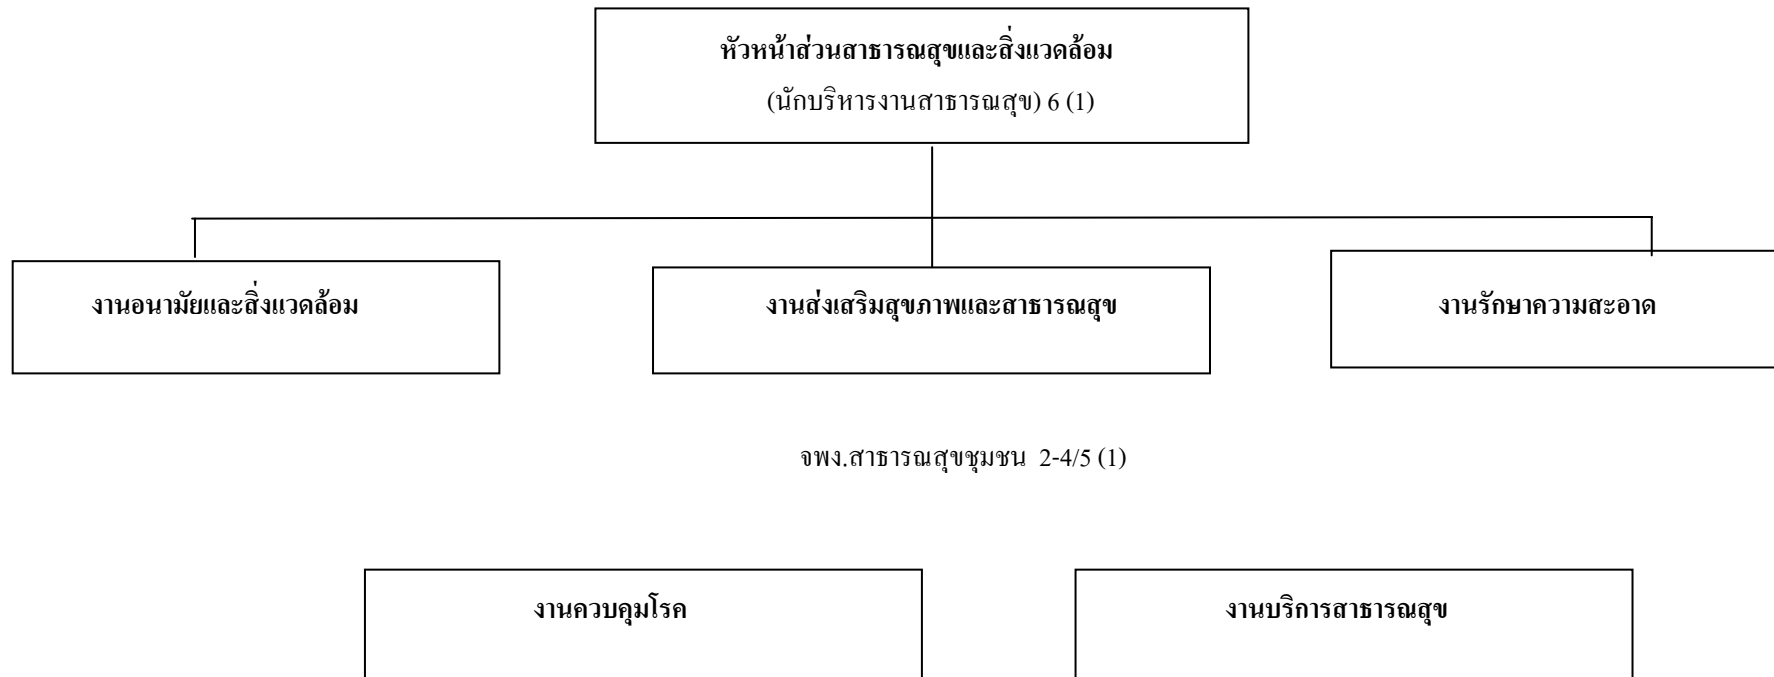 หัวหน้าส่วนสาธารณสุขและสิ่งแวดล้อม
(นักบริหารงานสาธารณสุข) 6 (1)
งานอนามัยและสิ่งแวดล้อม
งานส่งเสริมสุขภาพและสาธารณสุข
งานรักษาความสะอาด
จพง.สาธารณสุขชุมชน 2-4/5 (1)
งานควบคุมโรค
งานบริการสาธารณสุข